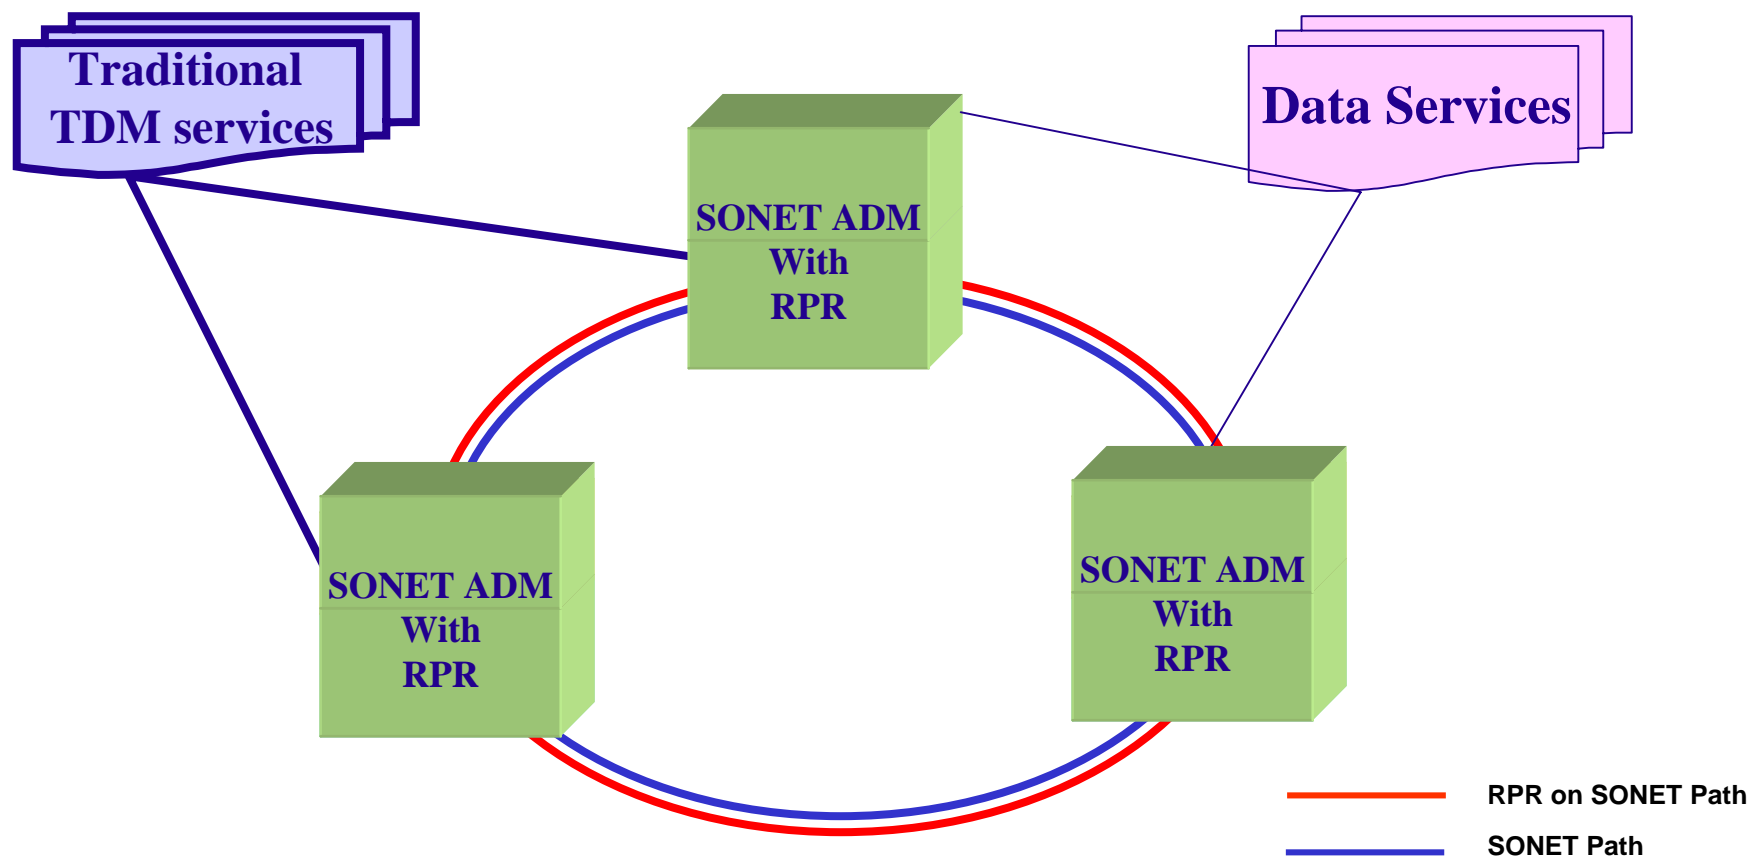 Traditional
TDM services
Data Services
SONET ADM
With
RPR
SONET ADM
With
RPR
SONET ADM
With
RPR
RPR on SONET Path
SONET Path